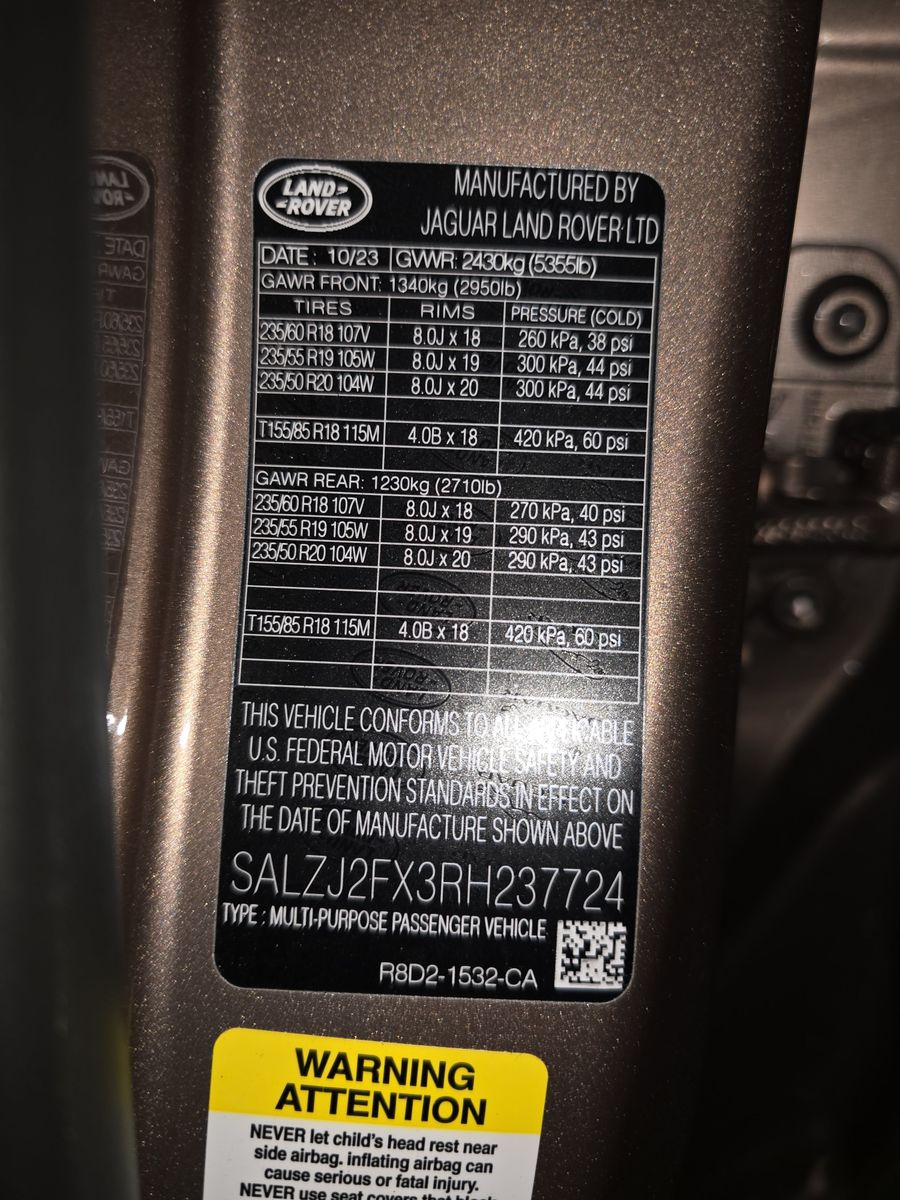 LAND-
-ROVER
MANUFACTURED BY
JAGUAR LAND ROVER LTD
DATE: 10/23 GVWR: 2430kg (5355lb)
GAWR FRONT: 1340kg (2950lb)
TIRES RIMS PRESSURE (COLD)
235/60 R18 107V 8.0J x 18 260 kPa, 38 psi
235/55 R19 105W 8.0J x 19 300 kPa, 44 psi
235/50 R20 104W 8.0J x 20 300 kPa, 44 psi
T155/85 R18 115M 4.0B x 18 420 kPa, 60 psi
GAWR REAR: 1230kg (2710lb)
235/60 R18 107V 8.0J x 18 270 kPa, 40 psi
235/55 R19 105W 8.0J x 19 290 kPa, 43 psi
235/50 R20 104W 8.0J x 20 290 kPa, 43 psi
T155/85 R18 115M 4.0B x 18 420 kPa, 60 psi
THIS VEHICLE CONFORMS TO ALL APPLICABLE
U.S. FEDERAL MOTOR VEHICLE SAFETY AND
THEFT PREVENTION STANDARDS IN EFFECT ON
THE DATE OF MANUFACTURE SHOWN ABOVE
SALZJ2FX3RH237724
TYPE : MULTI-PURPOSE PASSENGER VEHICLE
R8D2-1532-CA
WARNING
ATTENTION
NEVER let child's head rest near
side airbag. inflating airbag can
cause serious or fatal injury.
NEVER use seat covers that block